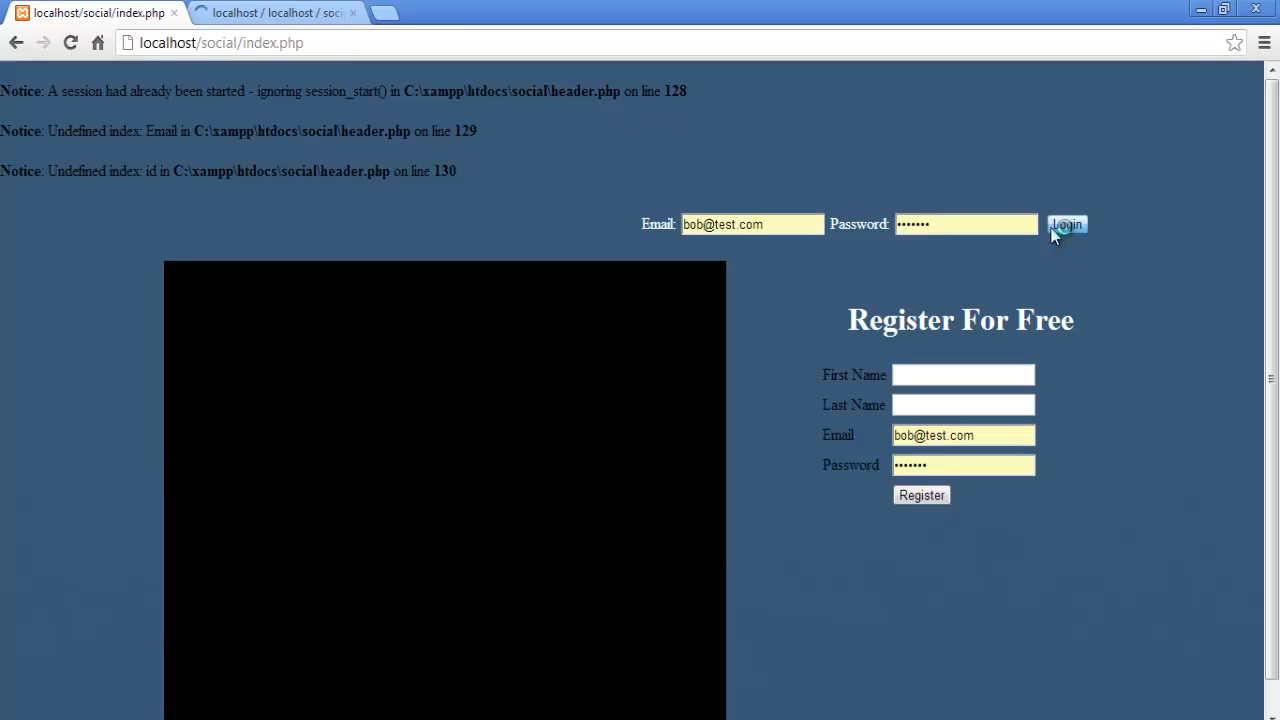 localhost/social/index.php
localhost / localhost / soci
localhost/social/index.php
Notice: A session had already been started - ignoring session_start() in C:\xampp\htdocs\social\header.php on line 128
Notice: Undefined index: Email in C:\xampp\htdocs\social\header.php on line 129
Notice: Undefined index: id in C:\xampp\htdocs\social\header.php on line 130
Email: bob@test.com Password: ••••••• Login
Register For Free
First Name
Last Name
Email bob@test.com
Password •••••••
Register